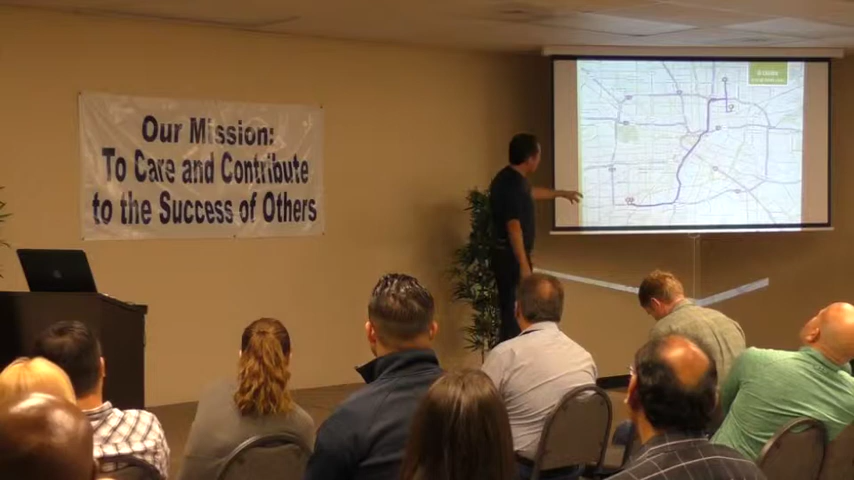 Our Mission:
To Care and Contribute
to the Success of Others